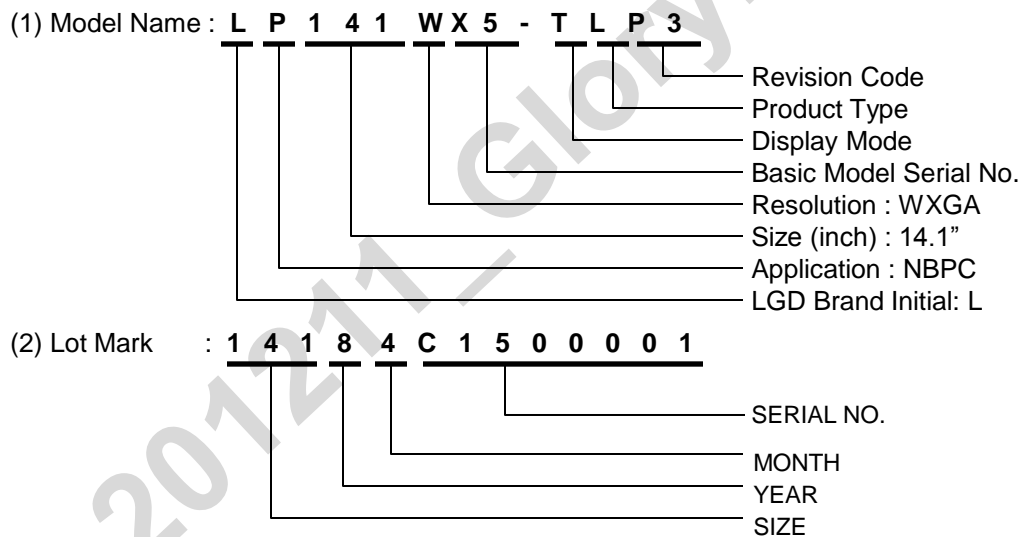 (1) Model Name : L P 1 4 1 W X 5 - T L P 3
Revision Code
Product Type
Display Mode
Basic Model Serial No.
Resolution : WXGA
Size (inch) : 14.1”
Application : NBPC
LGD Brand Initial: L
(2) Lot Mark : 1 4 1 8 4 C 1 5 0 0 0 0 1
SERIAL NO.
MONTH
YEAR
SIZE
201211_Glory